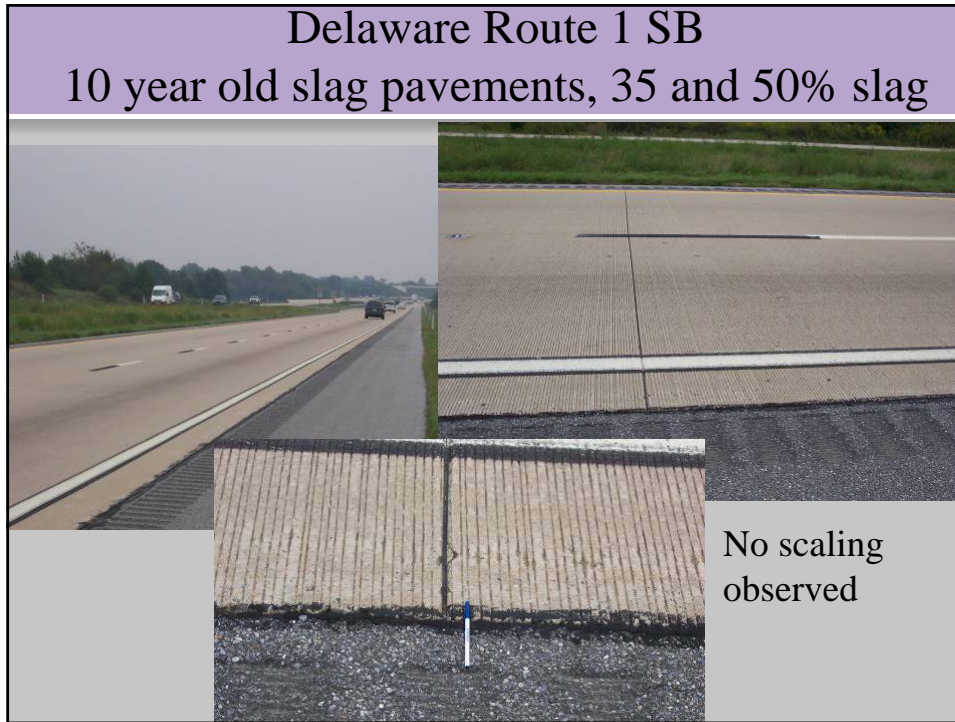 Delaware Route 1 SB
10 year old slag pavements, 35 and 50% slag
No scaling
observed